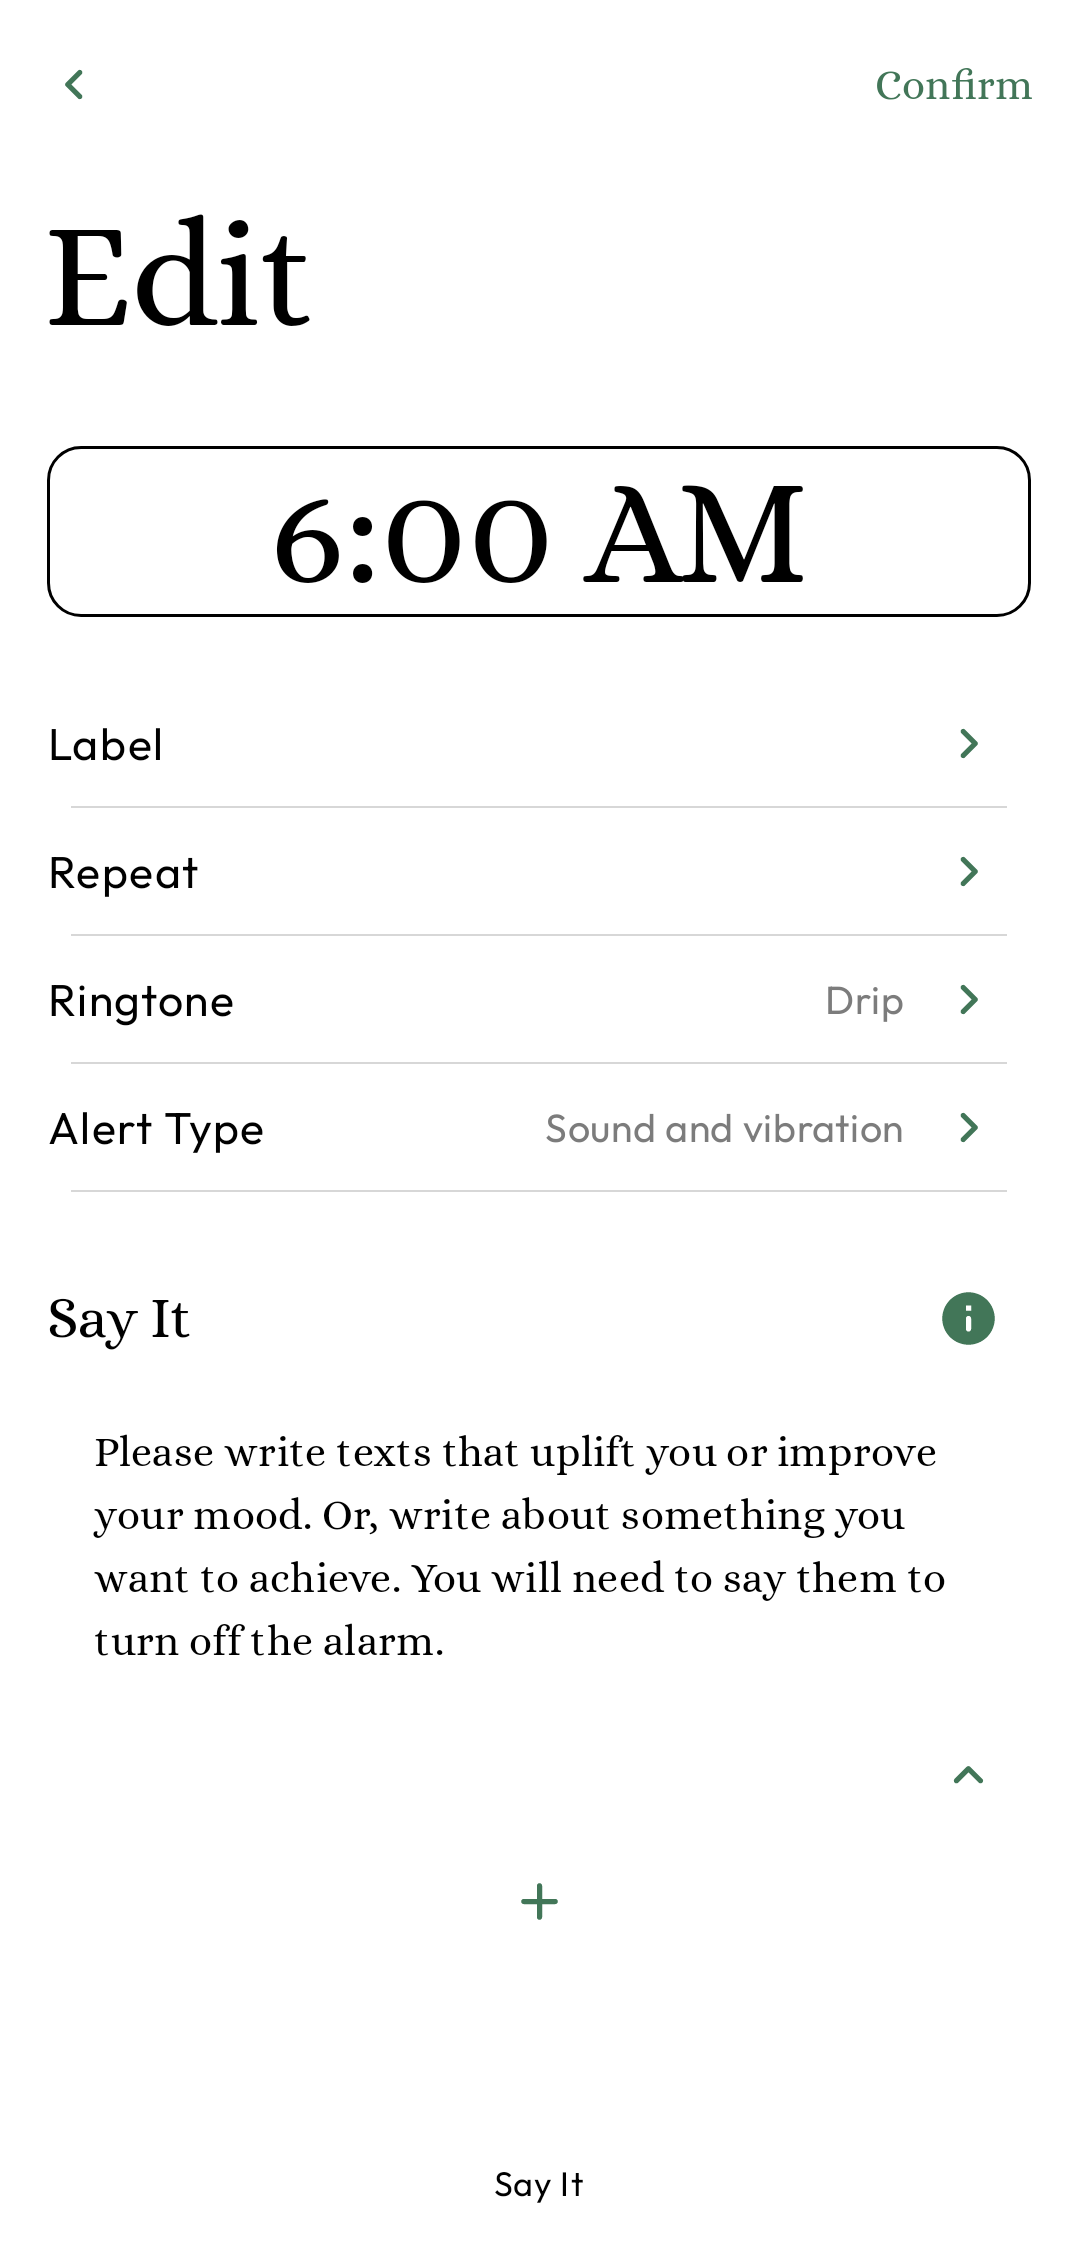 Confirm
Edit
6:00 AM
Label
Repeat
Ringtone Drip
Alert Type Sound and vibration
Say It
Please write texts that uplift you or improve
your mood. Or, write about something you
want to achieve. You will need to say them to
turn off the alarm.
Say It